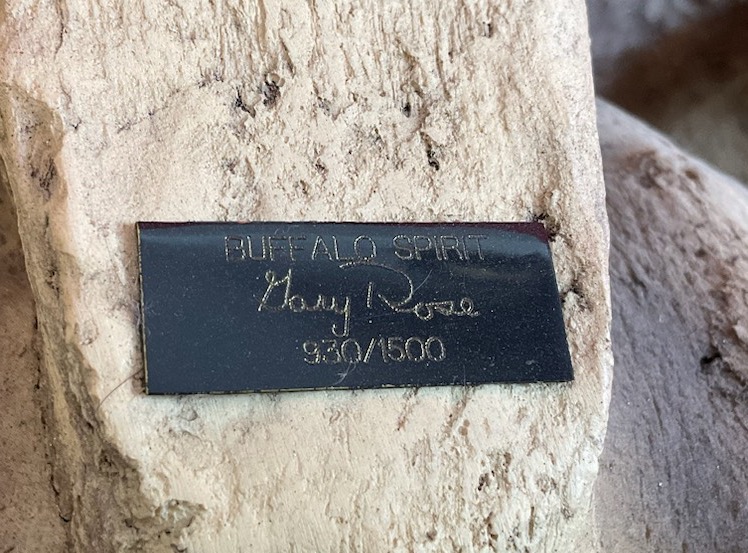 BUFFALO SPIRIT
Gary Rose
930/1500